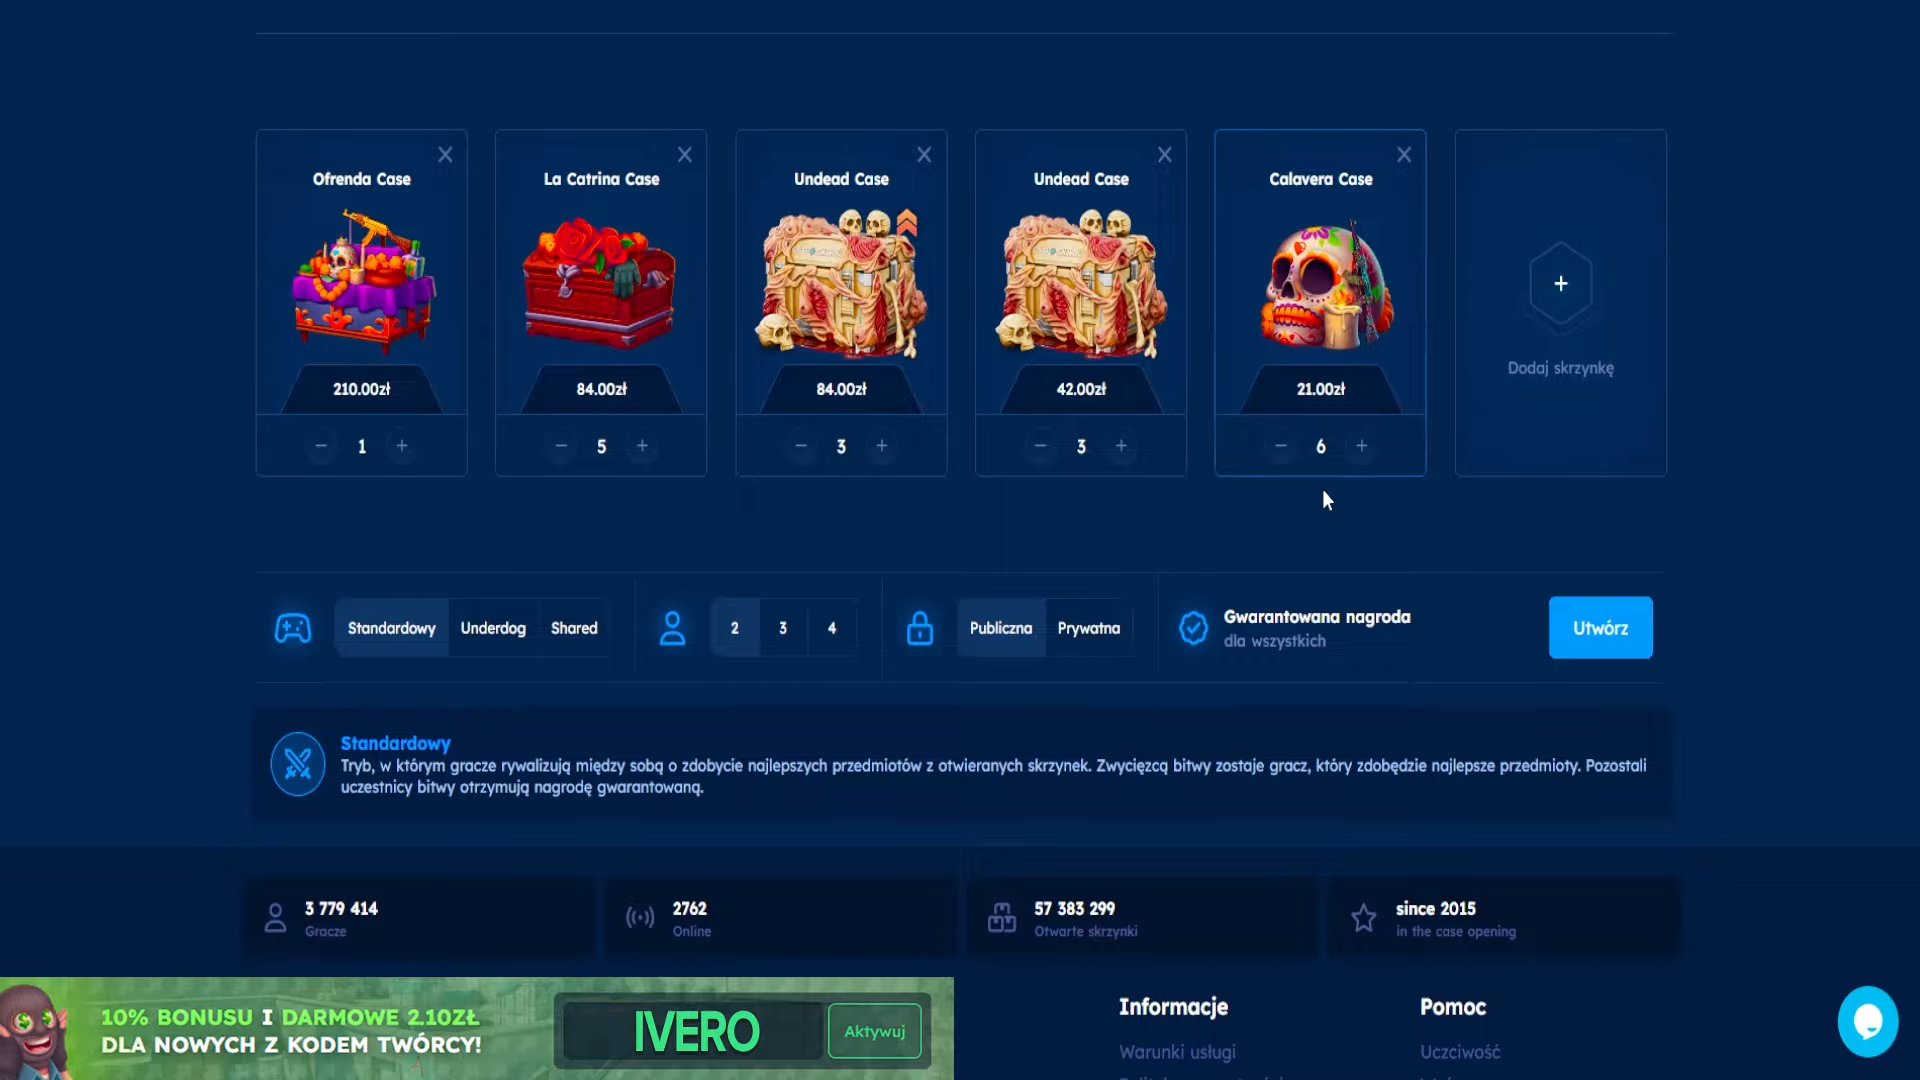 Ofrenda Case
La Catrina Case
Undead Case
Undead Case
Calavera Case
Dodaj skrzynkę
210.00zł
84.00zł
84.00zł
42.00zł
21.00zł
1
5
3
3
6
Standardowy
Underdog
Shared
2
3
4
Publiczna
Prywatna
Gwarantowana nagroda
dla wszystkich
Utwórz
Standardowy
Tryb, w którym gracze rywalizują między sobą o zdobycie najlepszych przedmiotów z otwieranych skrzynek. Zwycięzcą bitwy zostaje gracz, który zdobędzie najlepsze przedmioty. Pozostali
uczestnicy bitwy otrzymują nagrodę gwarantowaną.
3 779 414
Gracze
2762
Online
57 383 299
Otwarte skrzynki
since 2015
in the case opening
10% BONUSU I DARMOWE 2.10ZŁ
DLA NOWYCH Z KODEM TWÓRCY!
IVERO
Aktywuj
Informacje
Warunki usługi
Pomoc
Uczciwość